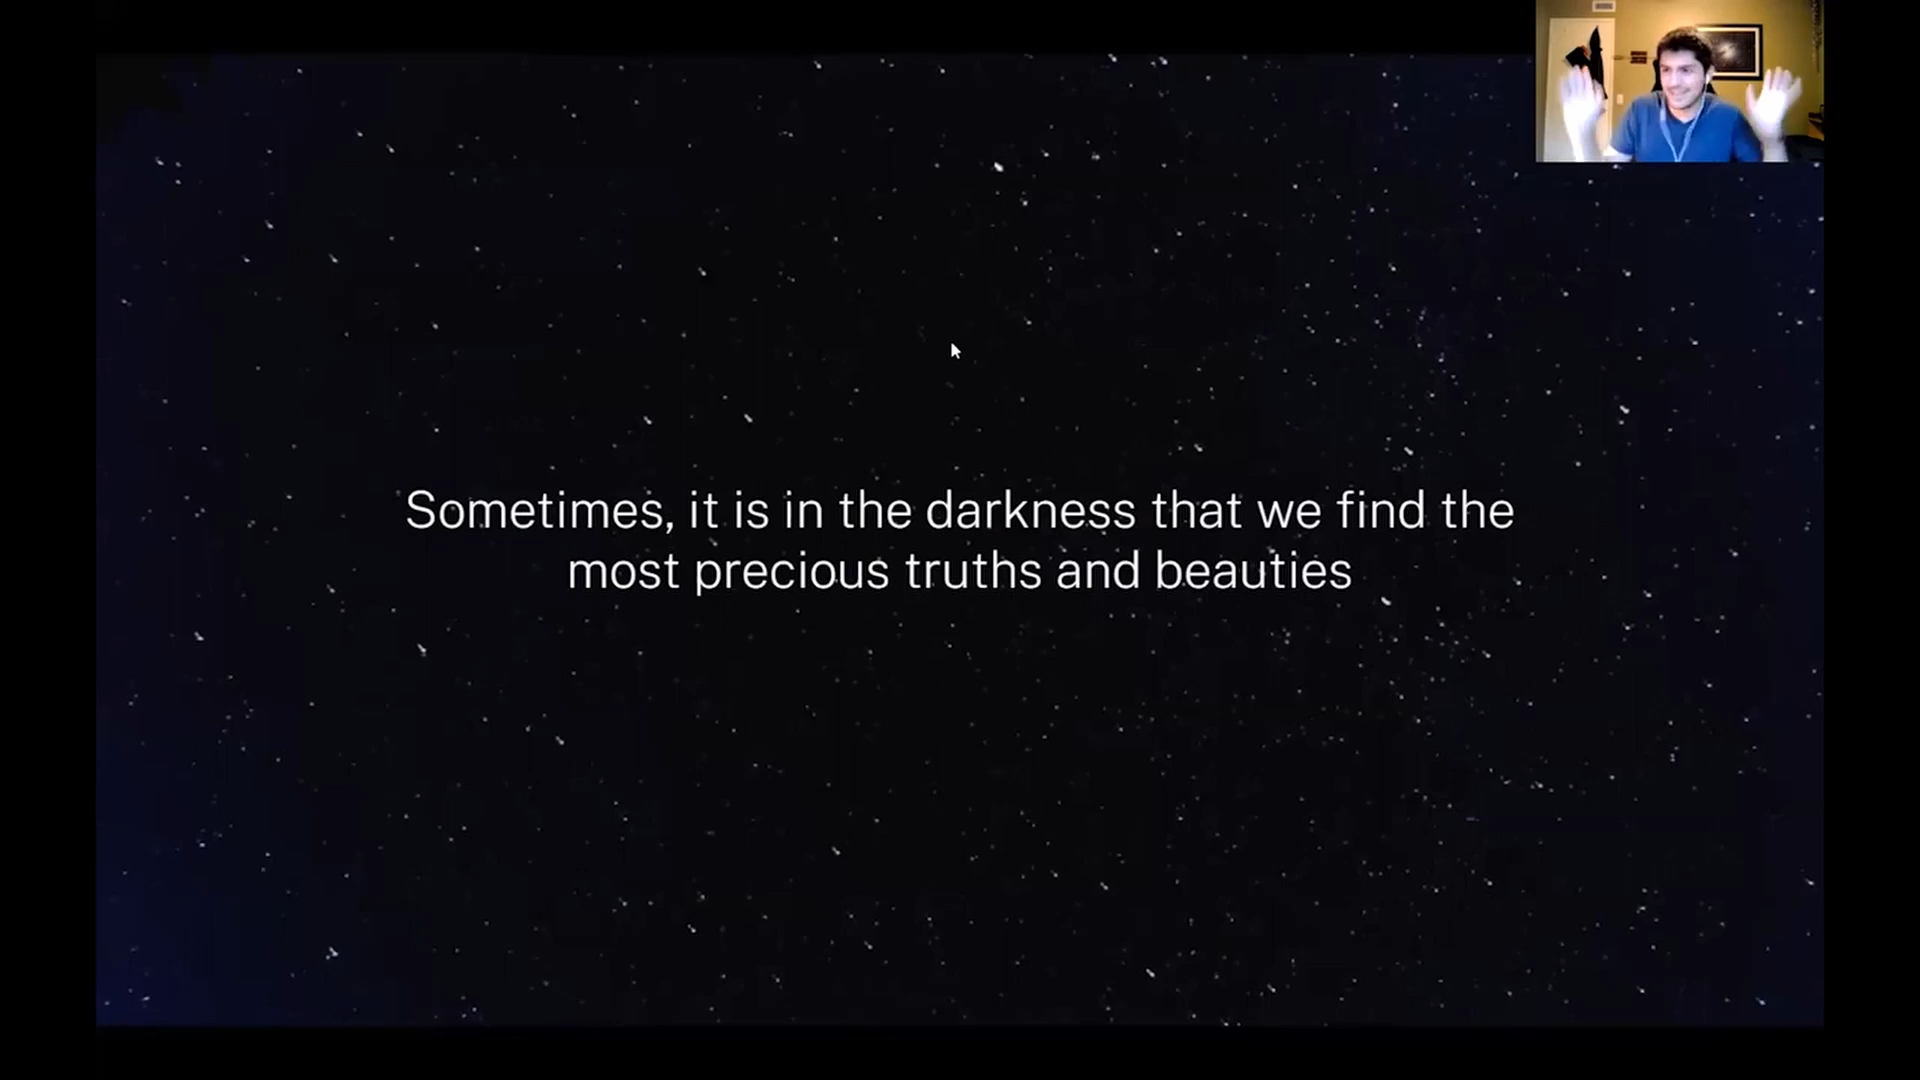 Sometimes, it is in the darkness that we find the
most precious truths and beauties